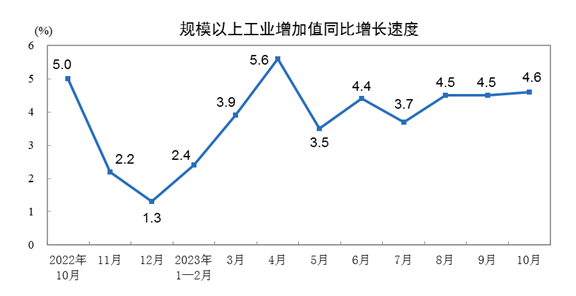 规模以上工业增加值同比增长速度
(%)
6
5
4
3
2
1
0
5.0
2.2
1.3
2.4
3.9
5.6
3.5
4.4
3.7
4.5
4.5
4.6
2022年
10月
11月
12月
2023年
1—2月
3月
4月
5月
6月
7月
8月
9月
10月